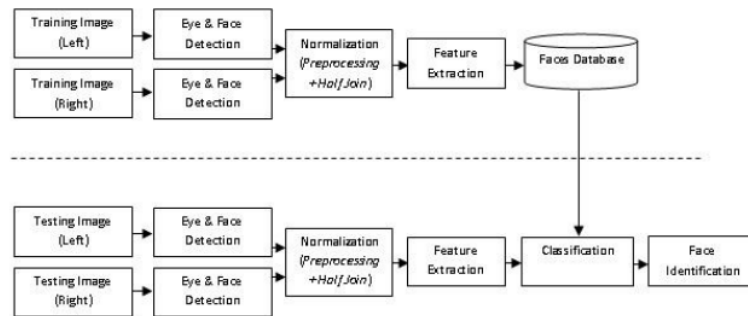 Training Image
(Left)
Eye & Face
Detection
Training Image
(Right)
Eye & Face
Detection
Normalization
(Preprocessing
+Half Join)
Feature
Extraction
Faces Database
Testing Image
(Left)
Eye & Face
Detection
Testing Image
(Right)
Eye & Face
Detection
Normalization
(Preprocessing
+Half Join)
Feature
Extraction
Classification
Face
Identification